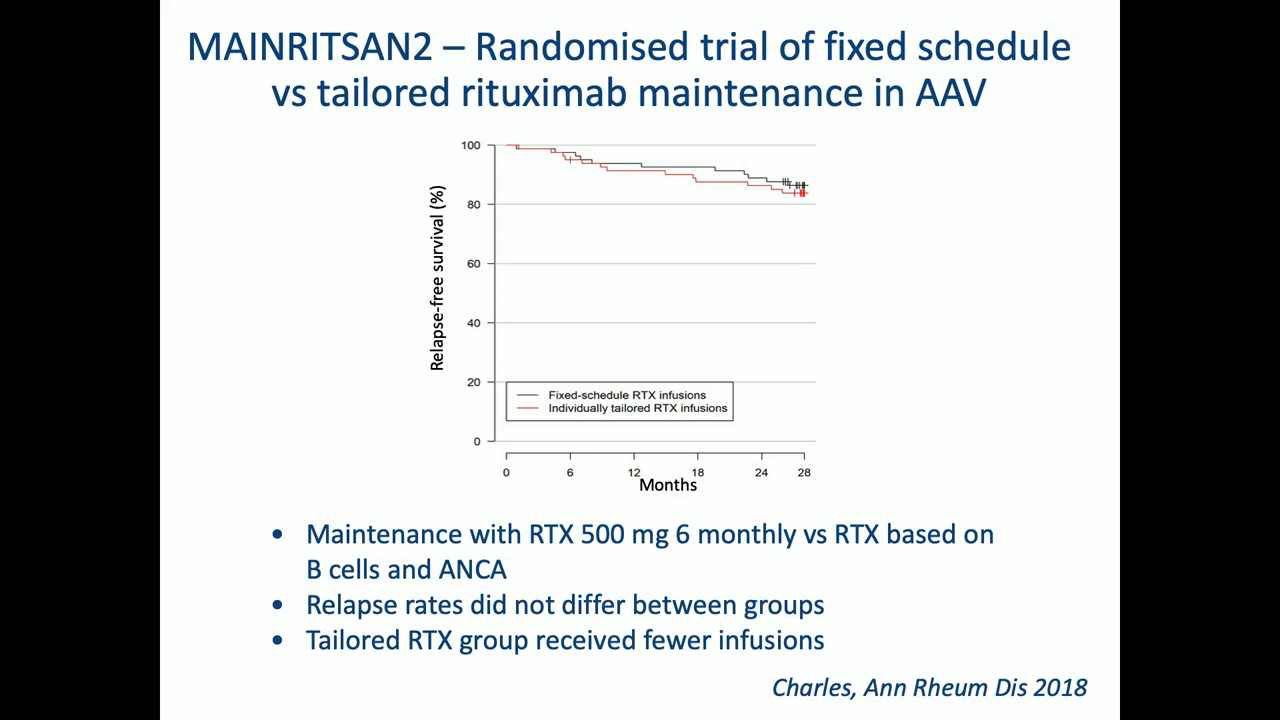 MAINRITSAN2 – Randomised trial of fixed schedule
vs tailored rituximab maintenance in AAV
100
80
60
40
20
0
Relapse-free survival (%)
Fixed-schedule RTX infusions
Individually tailored RTX infusions
0 6 12 18 24 28
Months
• Maintenance with RTX 500 mg 6 monthly vs RTX based on
B cells and ANCA
• Relapse rates did not differ between groups
• Tailored RTX group received fewer infusions
Charles, Ann Rheum Dis 2018